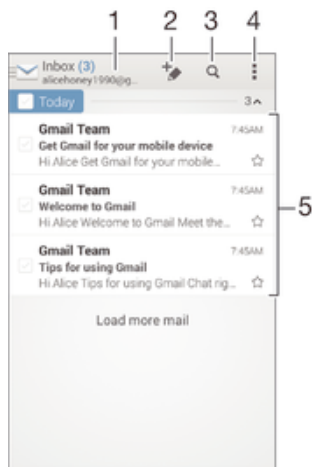 1 2 3 4
Inbox (3)
alicehoney1990@g...
Today 3
Gmail Team 7:45AM
Get Gmail for your mobile device
Hi Alice Get Gmail for your mobile...
Gmail Team 7:45AM
Welcome to Gmail
Hi Alice Welcome to Gmail Meet the...
5
Gmail Team 7:45AM
Tips for using Gmail
Hi Alice Tips for using Gmail Chat rig...
Load more mail